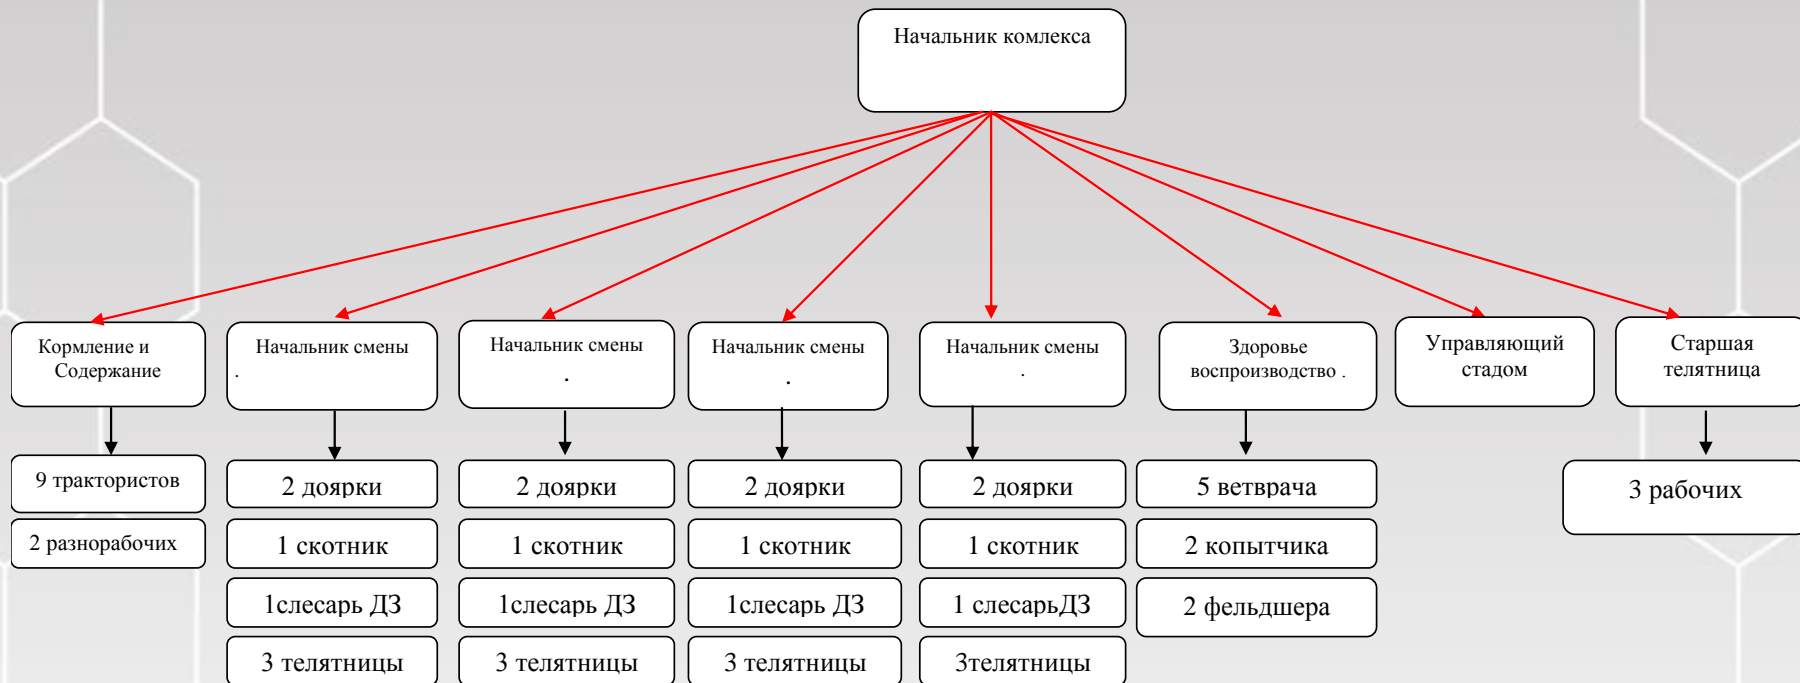 Начальник комлекса
Кормление и
Содержание
Начальник смены
.
Начальник смены
.
Начальник смены
.
Начальник смены
.
Здоровье
воспроизводство .
Управляющий
стадом
Старшая
телятница
9 трактористов
2 разнорабочих
2 доярки
1 скотник
1слесарь ДЗ
3 телятницы
2 доярки
1 скотник
1слесарь ДЗ
3 телятницы
2 доярки
1 скотник
1слесарь ДЗ
3 телятницы
2 доярки
1 скотник
1 слесарьДЗ
3телятницы
5 ветврача
2 копытчика
2 фельдшера
3 рабочих